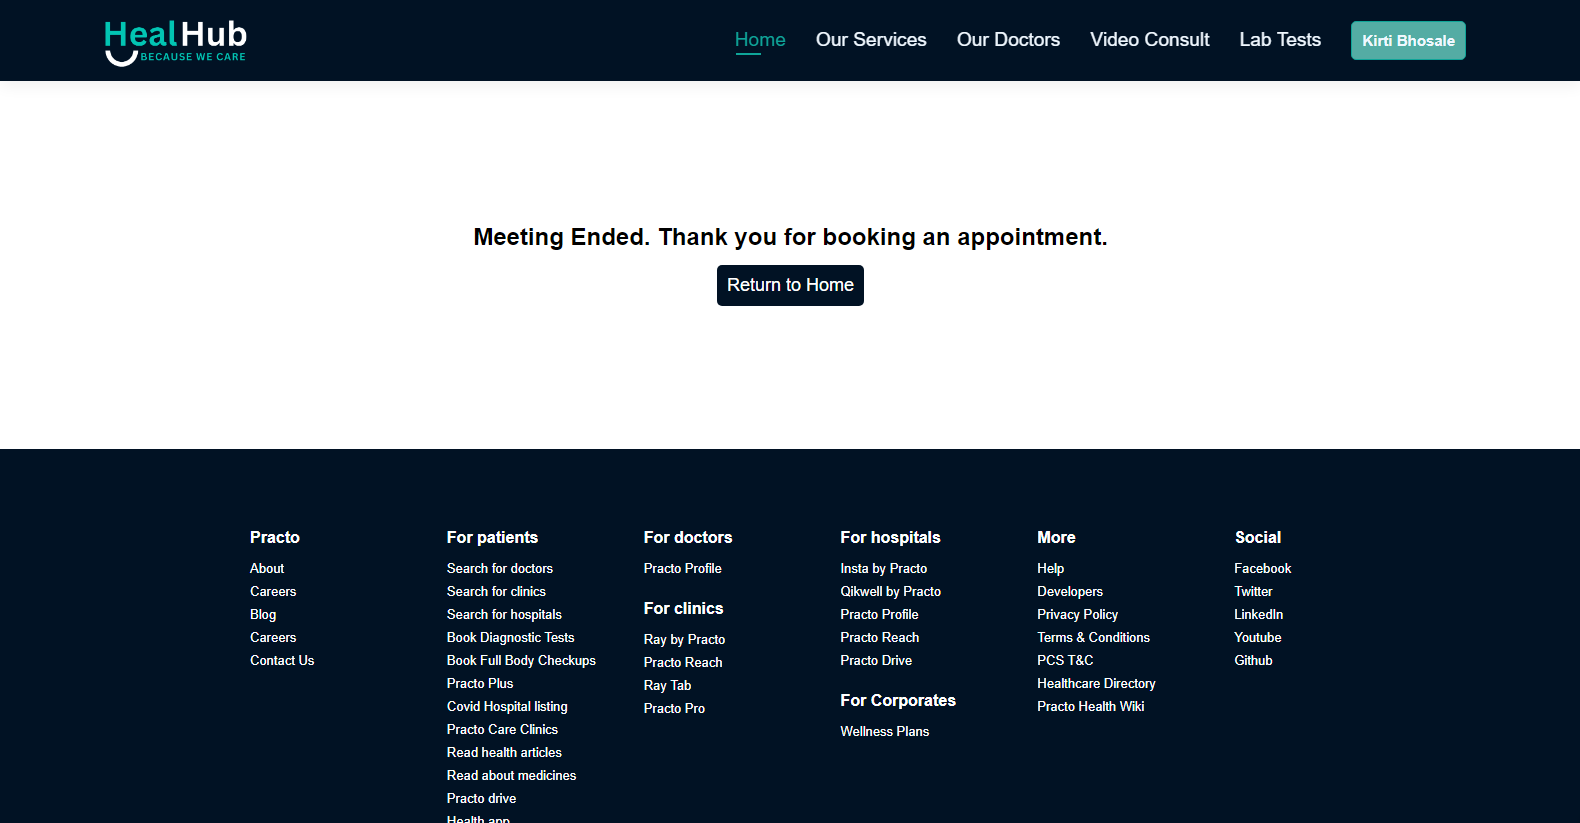 HealHub
BECAUSE WE CARE
Home
Our Services
Our Doctors
Video Consult
Lab Tests
Kirti Bhosale
Meeting Ended. Thank you for booking an appointment.
Return to Home
Practo
About
Careers
Blog
Careers
Contact Us
For patients
Search for doctors
Search for clinics
Search for hospitals
Book Diagnostic Tests
Book Full Body Checkups
Practo Plus
Covid Hospital listing
Practo Care Clinics
Read health articles
Read about medicines
Practo drive
Health app
For doctors
Practo Profile
For clinics
Ray by Practo
Practo Reach
Ray Tab
Practo Pro
For hospitals
Insta by Practo
Qikwell by Practo
Practo Profile
Practo Reach
Practo Drive
For Corporates
Wellness Plans
More
Help
Developers
Privacy Policy
Terms & Conditions
PCS T&C
Healthcare Directory
Practo Health Wiki
Social
Facebook
Twitter
LinkedIn
Youtube
Github